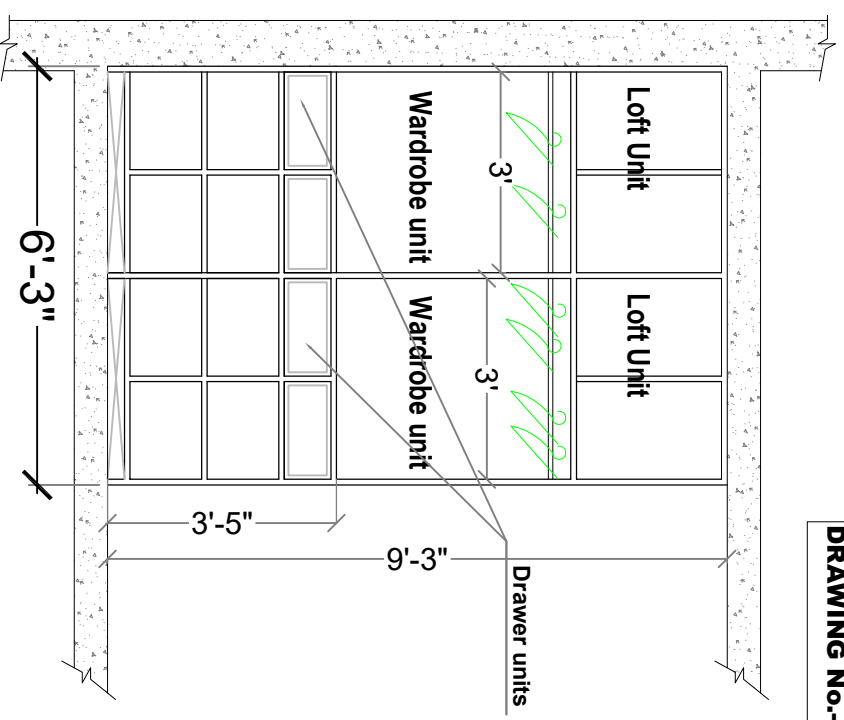 DRAWING No.-
Loft Unit
Loft Unit
3'
3'
Wardrobe unit
Wardrobe unit
Drawer units
9'-3"
3'-5"
6'-3"